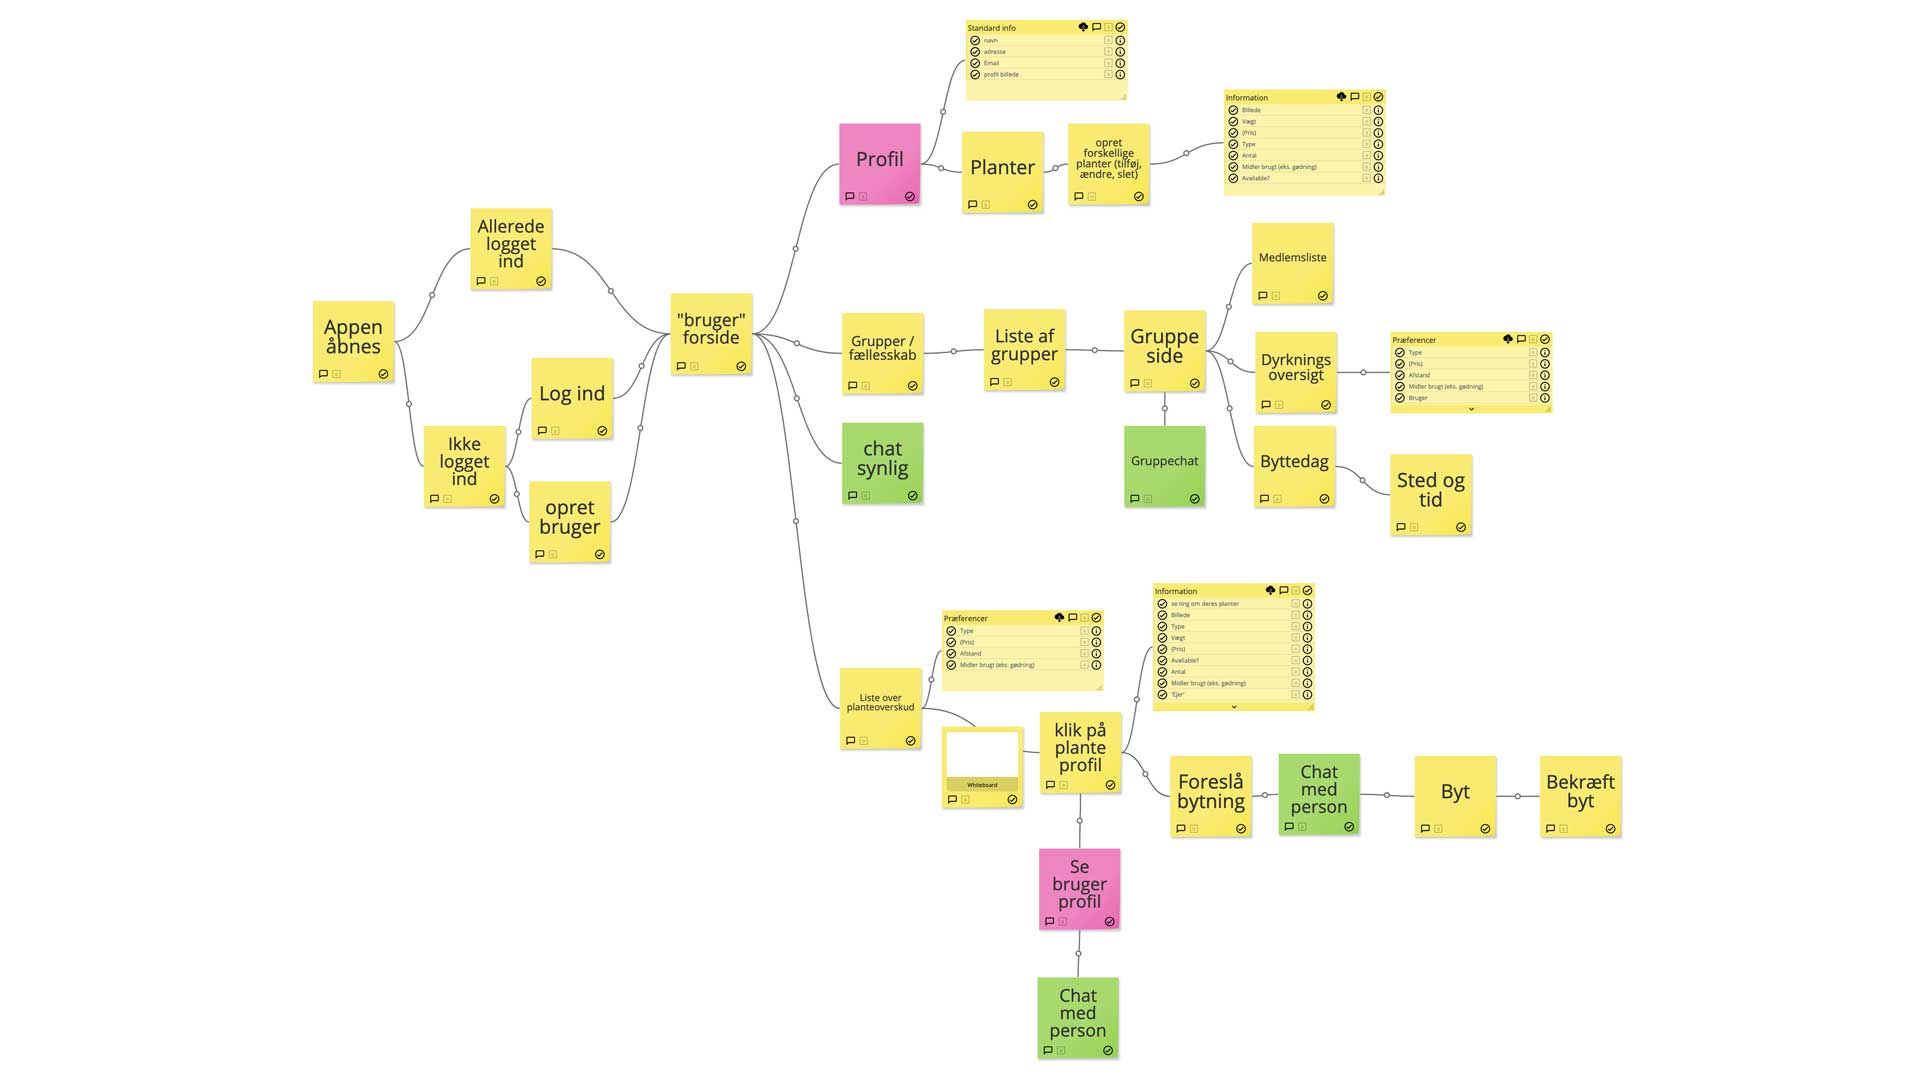 Appen
åbnes
Allerede
logget
ind
Ikke
logget
ind
Log ind
opret
bruger
"bruger"
forside
Profil
Standard info
navn
adresse
Email
profil billede
Planter
opret
forskellige
planter (tilføj,
ændre, slet)
Information
Billede
Vægt
(Pris)
Type
Antal
Midler brugt (eks. gødning)
Avaliable?
Grupper /
fællesskab
Liste af
grupper
Gruppe
side
Medlemsliste
Dyrknings
oversigt
Præferencer
Type
(Pris)
Afstand
Midler brugt (eks. gødning)
Bruger
Gruppechat
Byttedag
Sted og
tid
chat
synlig
Liste over
planteoverskud
Præferencer
Type
(Pris)
Afstand
Midler brugt (eks. gødning)
Whiteboard
klik på
plante
profil
Information
se ting om deres planter
Billede
Type
Vægt
(Pris)
Avaliable?
Antal
Midler brugt (eks. gødning)
'Ejer'
Foreslå
bytning
Chat
med
person
Byt
Bekræft
byt
Se
bruger
profil
Chat
med
person